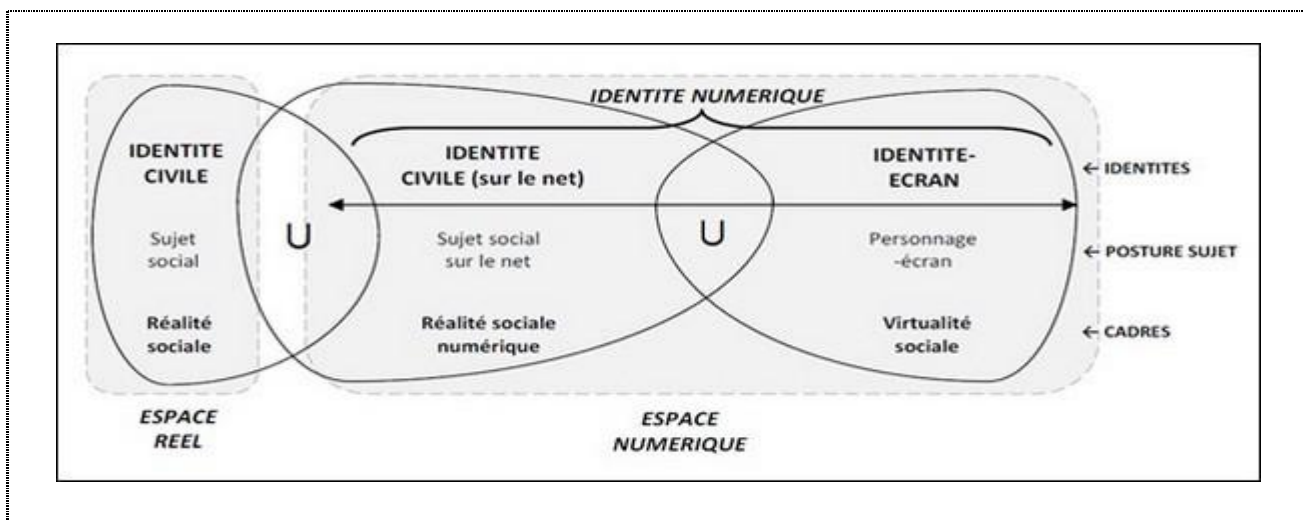 IDENTITE NUMERIQUE
IDENTITE
CIVILE
IDENTITE
CIVILE (sur le net)
IDENTITE-
ECRAN
← IDENTITES
U
U
Sujet
social
Sujet social
sur le net
Personnage
-écran
← POSTURE SUJET
Réalité
sociale
Réalité sociale
numérique
Virtualité
sociale
← CADRES
ESPACE
REEL
ESPACE
NUMERIQUE